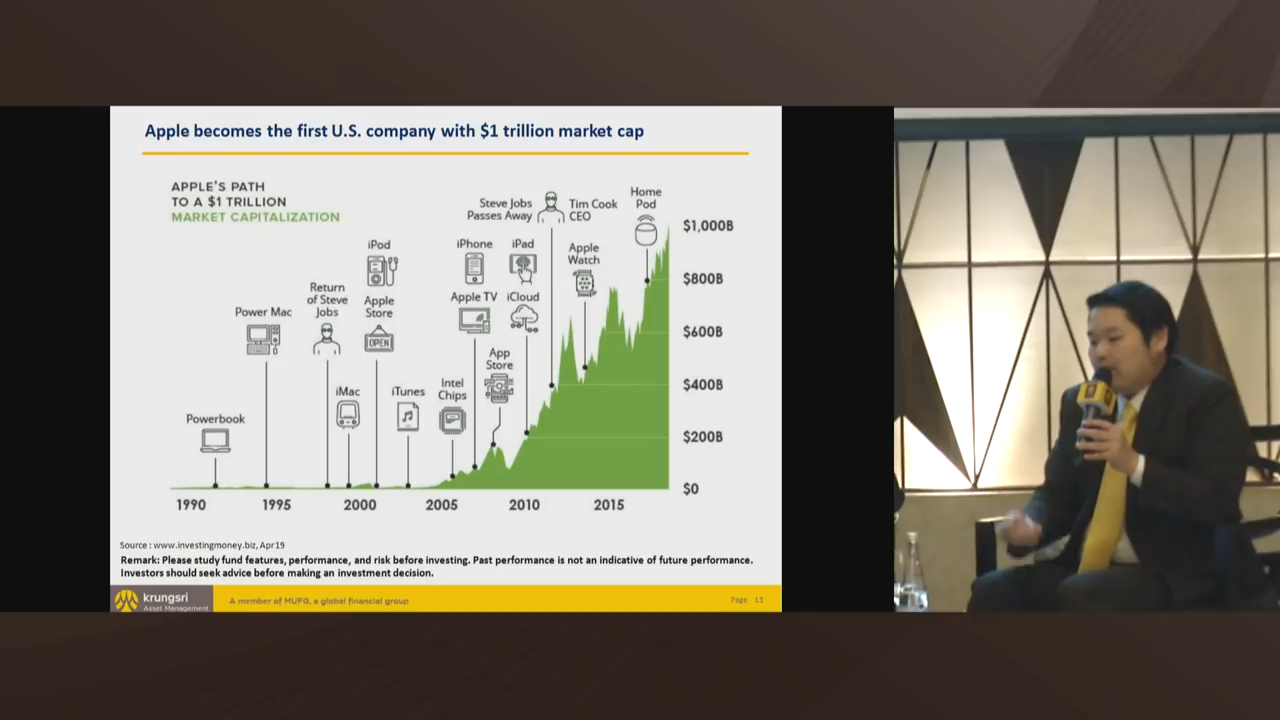 Apple becomes the first U.S. company with $1 trillion market cap
APPLE'S PATH
TO A $1 TRILLION
MARKET CAPITALIZATION
Powerbook
Power Mac
Return
of Steve
Jobs
iMac
iPod
Apple
Store
OPEN
iTunes
Intel
Chips
iPhone
Apple TV
App
Store
iPad
iCloud
Steve Jobs
Passes Away
Tim Cook
CEO
Apple
Watch
Home
Pod
$1,000B
$800B
$600B
$400B
$200B
$0
1990
1995
2000
2005
2010
2015
Source : www.investingmoney.biz, Apr 19
Remark: Please study fund features, performance, and risk before investing. Past performance is not an indicative of future performance.
Investors should seek advice before making an investment decision.
krungsri
Asset Management
A member of MUFG, a global financial group
Page 13